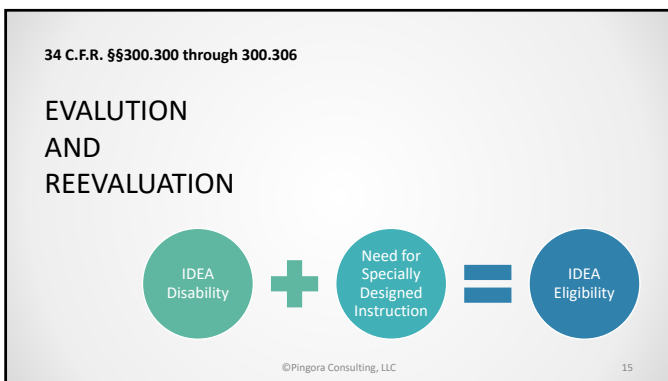 34 C.F.R. §§300.300 through 300.306
EVALUTION
AND
REEVALUATION
IDEA
Disability
Need for
Specially
Designed
Instruction
IDEA
Eligibility
©Pingora Consulting, LLC
15